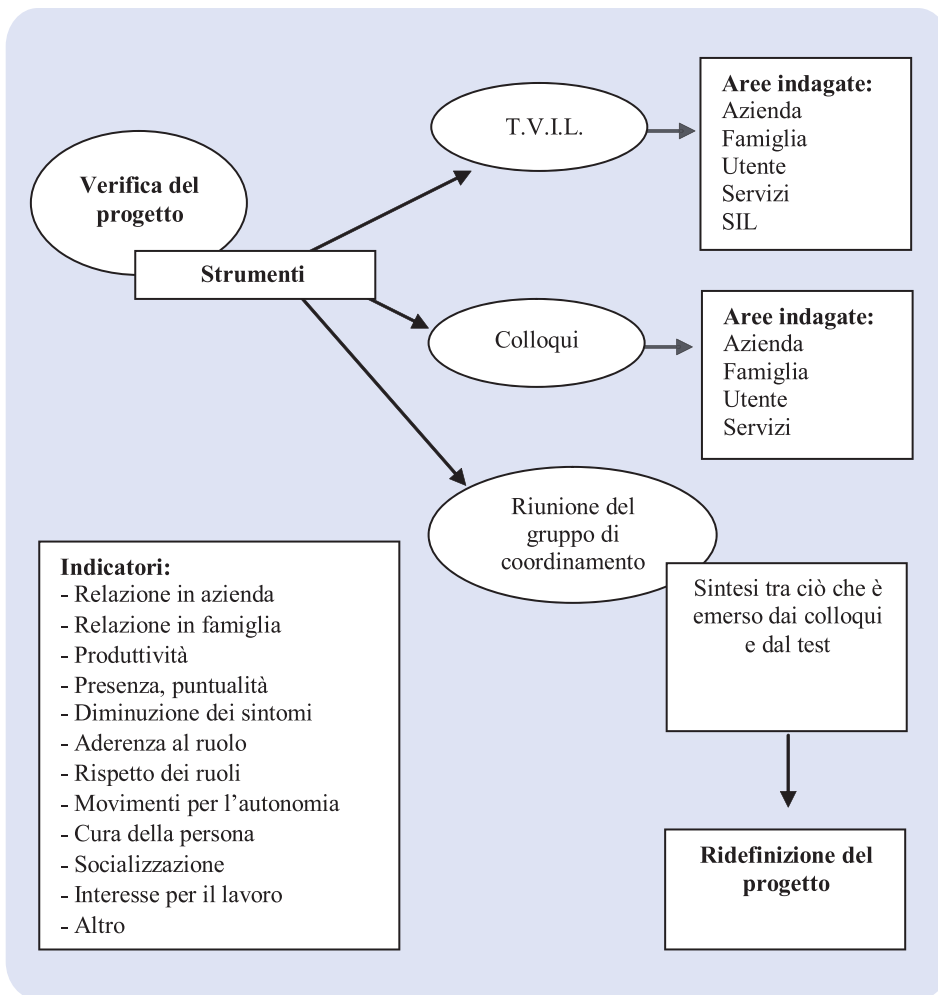 Verifica del
progetto
Strumenti
T.V.I.L.
Aree indagate:
Azienda
Famiglia
Utente
Servizi
SIL
Colloqui
Aree indagate:
Azienda
Famiglia
Utente
Servizi
Riunione del
gruppo di
coordinamento
Sintesi tra ciò che è
emerso dai colloqui
e dal test
Ridefinizione del
progetto
Indicatori:
- Relazione in azienda
- Relazione in famiglia
- Produttività
- Presenza, puntualità
- Diminuzione dei sintomi
- Aderenza al ruolo
- Rispetto dei ruoli
- Movimenti per l’autonomia
- Cura della persona
- Socializzazione
- Interesse per il lavoro
- Altro